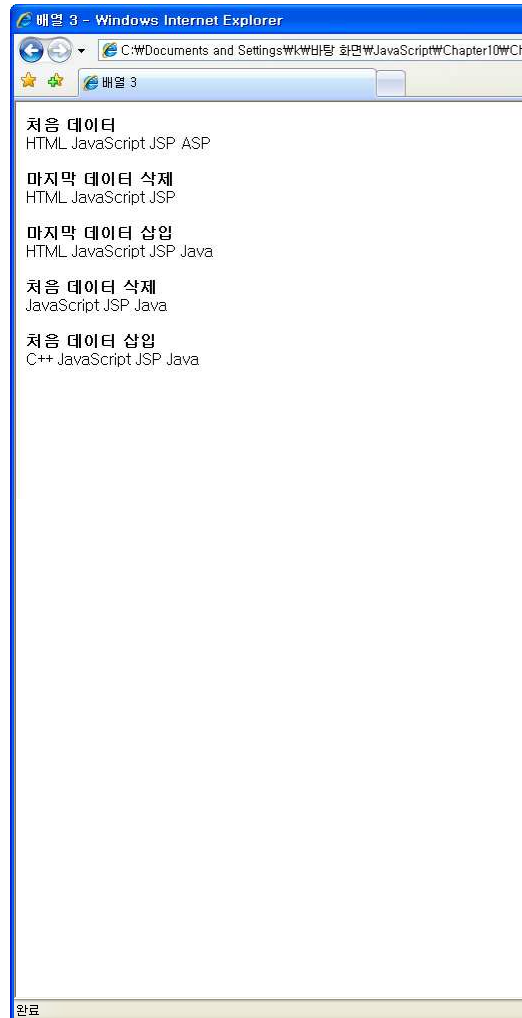 배열 3 - Windows Internet Explorer
C:₩Documents and Settings₩k₩바탕 화면₩JavaScript₩Chapter10₩Ch
배열 3
처음 데이터
HTML JavaScript JSP ASP
마지막 데이터 삭제
HTML JavaScript JSP
마지막 데이터 삽입
HTML JavaScript JSP Java
처음 데이터 삭제
JavaScript JSP Java
처음 데이터 삽입
C++ JavaScript JSP Java
완료